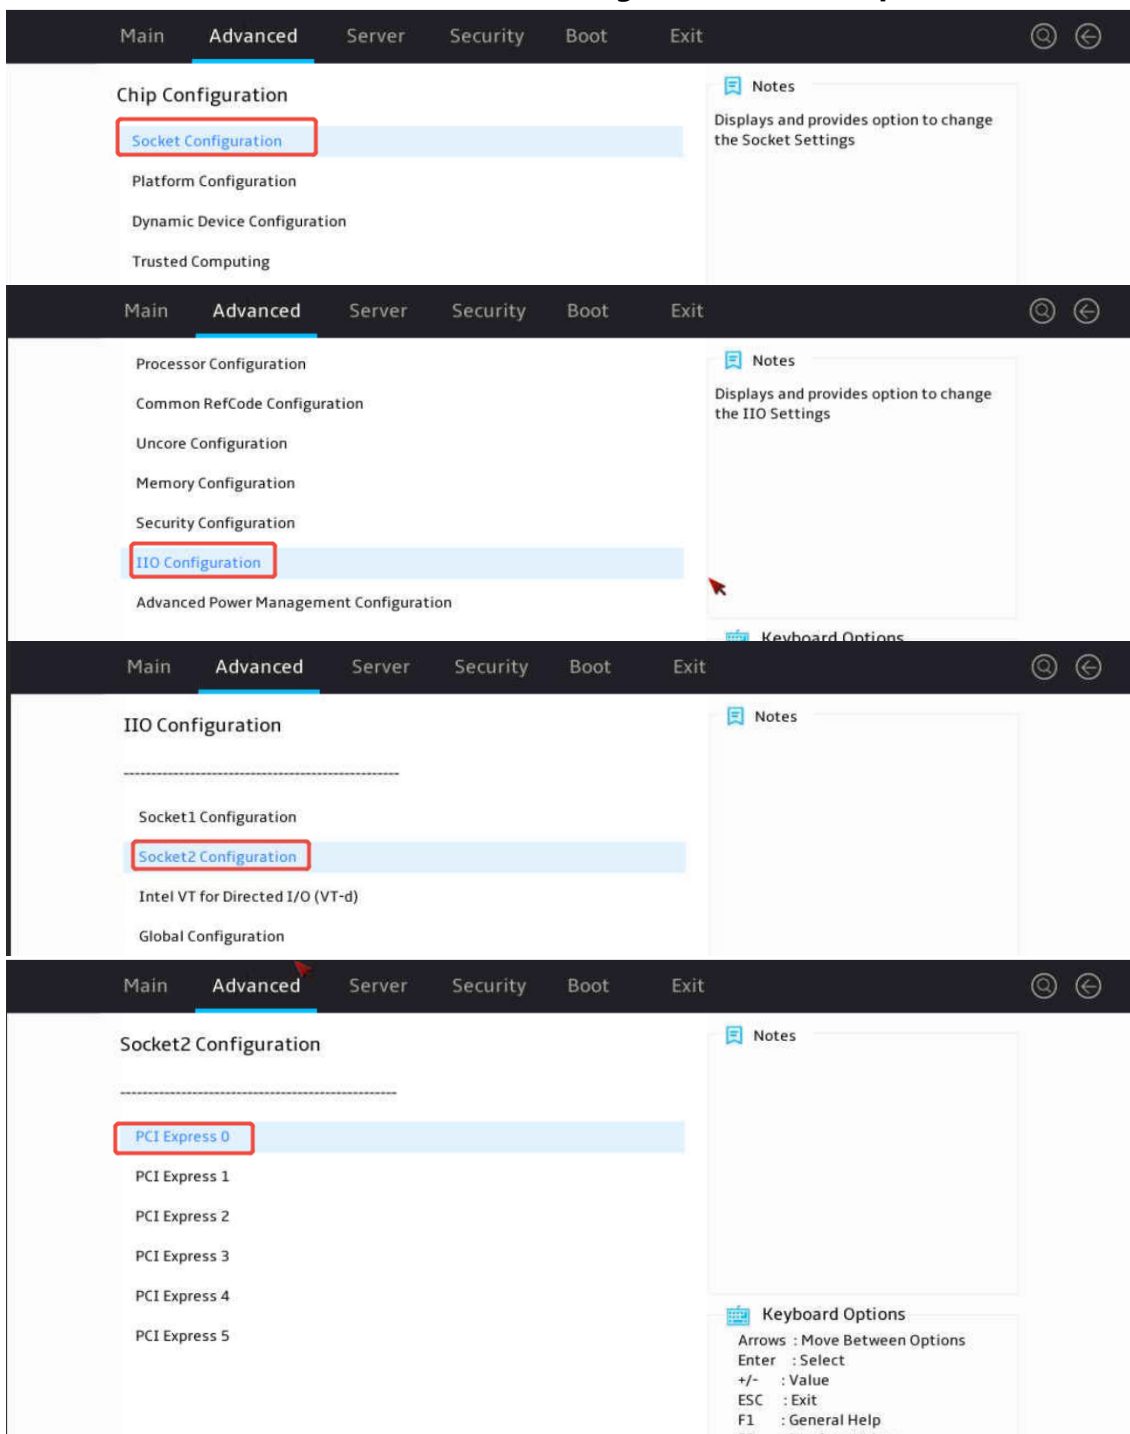 Main Advanced Server Security Boot Exit
Chip Configuration
Socket Configuration
Platform Configuration
Dynamic Device Configuration
Trusted Computing
Notes
Displays and provides option to change
the Socket Settings
Main Advanced Server Security Boot Exit
Processor Configuration
Common RefCode Configuration
Uncore Configuration
Memory Configuration
Security Configuration
IIO Configuration
Advanced Power Management Configuration
Notes
Displays and provides option to change
the IIO Settings
Keyboard Options
Main Advanced Server Security Boot Exit
IIO Configuration
--------------------------------------------------
Socket1 Configuration
Socket2 Configuration
Intel VT for Directed I/O (VT-d)
Global Configuration
Notes
Main Advanced Server Security Boot Exit
Socket2 Configuration
--------------------------------------------------
PCI Express 0
PCI Express 1
PCI Express 2
PCI Express 3
PCI Express 4
PCI Express 5
Notes
Keyboard Options
Arrows : Move Between Options
Enter : Select
+/- : Value
ESC : Exit
F1 : General Help